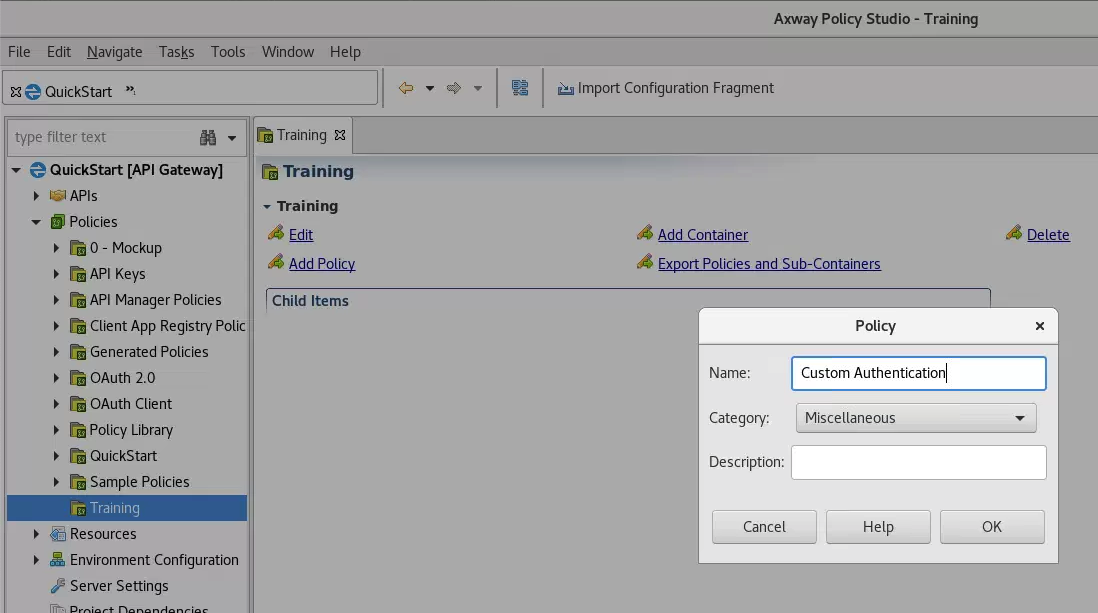 Axway Policy Studio - Training
File Edit Navigate Tasks Tools Window Help
QuickStart
Import Configuration Fragment
type filter text
Training
QuickStart [API Gateway]
APIs
Policies
0 - Mockup
API Keys
API Manager Policies
Client App Registry Polic
Generated Policies
OAuth 2.0
OAuth Client
Policy Library
QuickStart
Sample Policies
Training
Resources
Environment Configuration
Server Settings
Project Dependencies
Training
Training
Edit Add Container Delete
Add Policy Export Policies and Sub-Containers
Child Items
Policy
Name: Custom Authentication
Category: Miscellaneous
Description:
Cancel Help OK